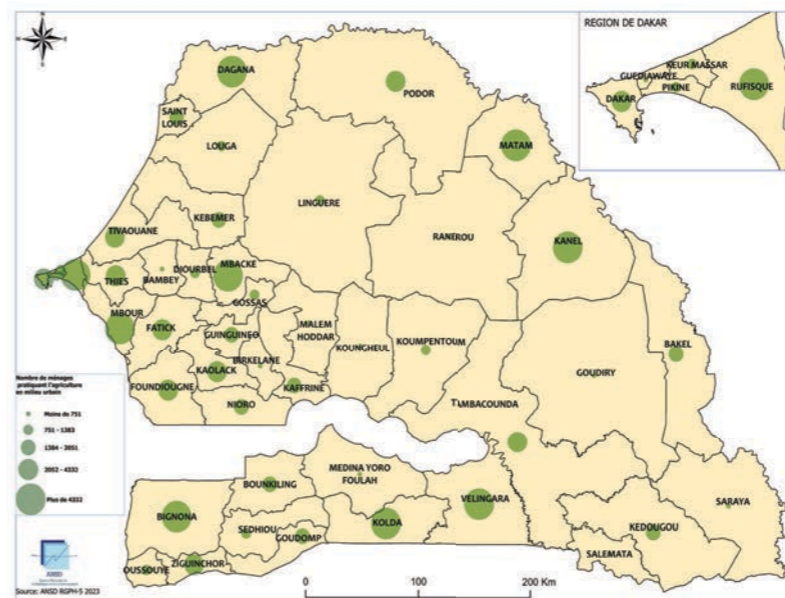 REGION DE DAKAR
KEUR MASSAR
GUEDIAWAYE
PIKINE
RUFISQUE
DAKAR
DAGANA
PODOR
SAINT
LOUIS
LOUGA
MATAM
LINGUERE
KEBEMER
RANEROU
KANEL
TIVAOUANE
THIES
BAMBEY
DIOURBEL
MBACKE
GOSSAS
MBOUR
FATICK
GUINGUINEO
MALEM
HODDAR
KOUNGHEUL
KOUMPENTOUM
GOUDIRY
BAKEL
BIRKELANE
KAOLACK
KAFFRINE
FOUNDIOUGNE
NIORO
TAMBACOUNDA
Nombre de ménages
pratiquant l'agriculture
en milieu urbain
Moins de 751
751 - 1383
1384 - 2051
2052 - 4332
Plus de 4332
MEDINA YORO
FOULAH
BOUNKILING
VELINGARA
BIGNONA
KOLDA
SEDHIOU
GOUDOMP
SARAYA
KEDOUGOU
SALEMATA
OUSSOUYE
ZIGUINCHOR
ANSD
Source: ANSD RGPH-5 2023
0 100 200 Km